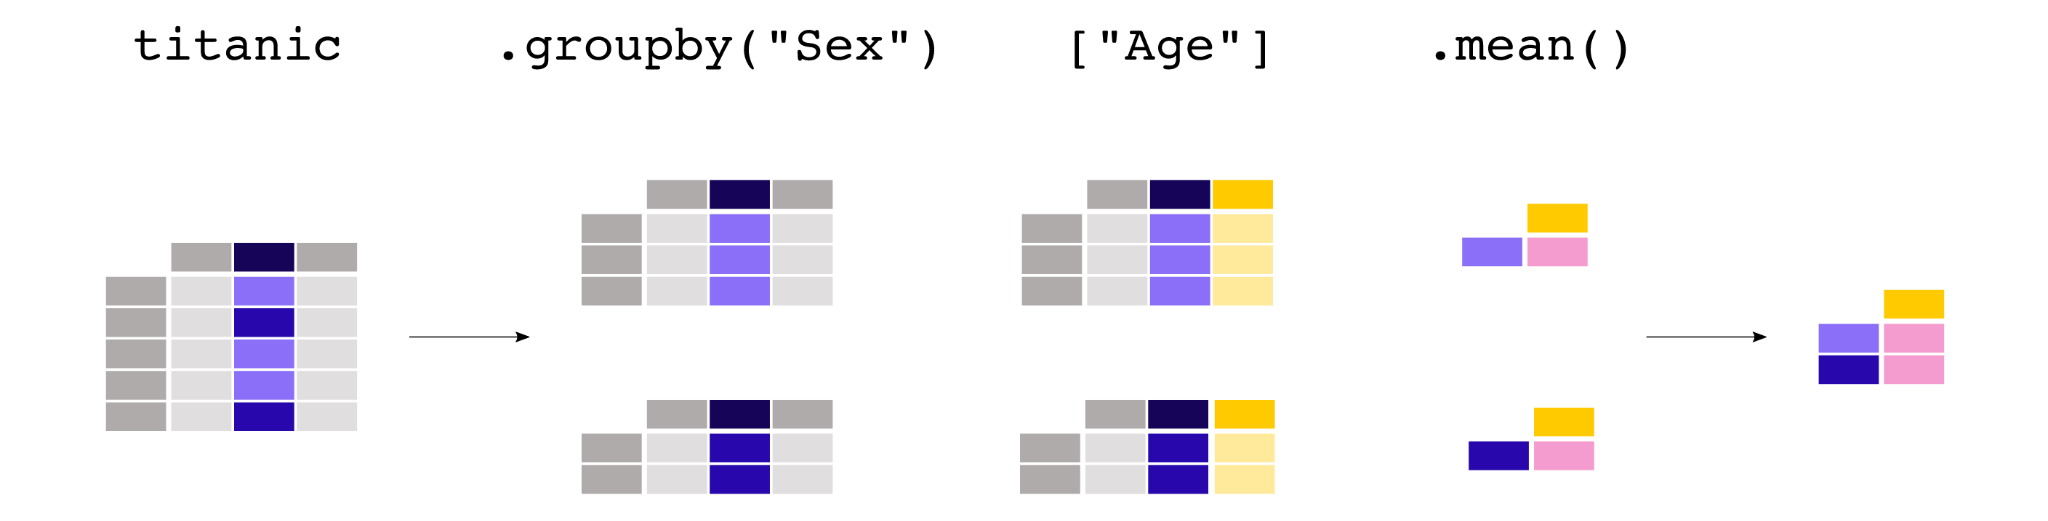 titanic .groupby("Sex") ["Age"] .mean()